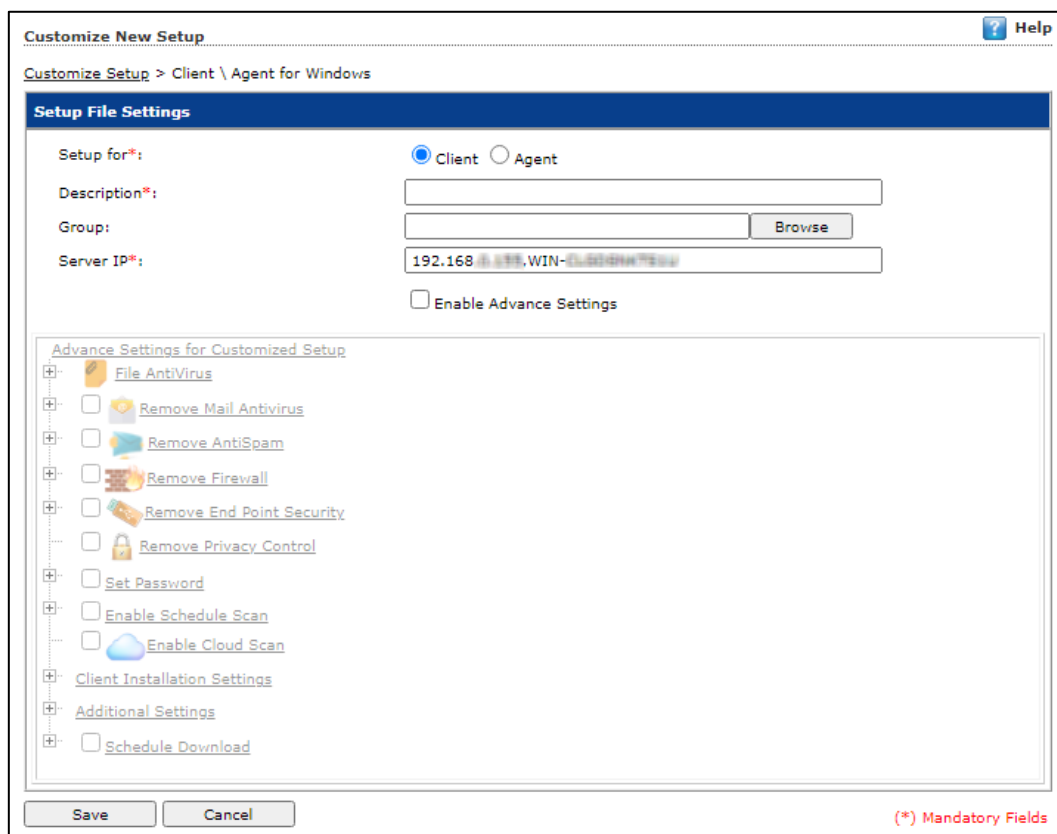 Customize New Setup
? Help
Customize Setup > Client \ Agent for Windows
Setup File Settings
Setup for*: Client Agent
Description*:
Group: Browse
Server IP*: 192.168. .WIN-
Enable Advance Settings
Advance Settings for Customized Setup
File AntiVirus
Remove Mail Antivirus
Remove AntiSpam
Remove Firewall
Remove End Point Security
Remove Privacy Control
Set Password
Enable Schedule Scan
Enable Cloud Scan
Client Installation Settings
Additional Settings
Schedule Download
Save Cancel
(*) Mandatory Fields